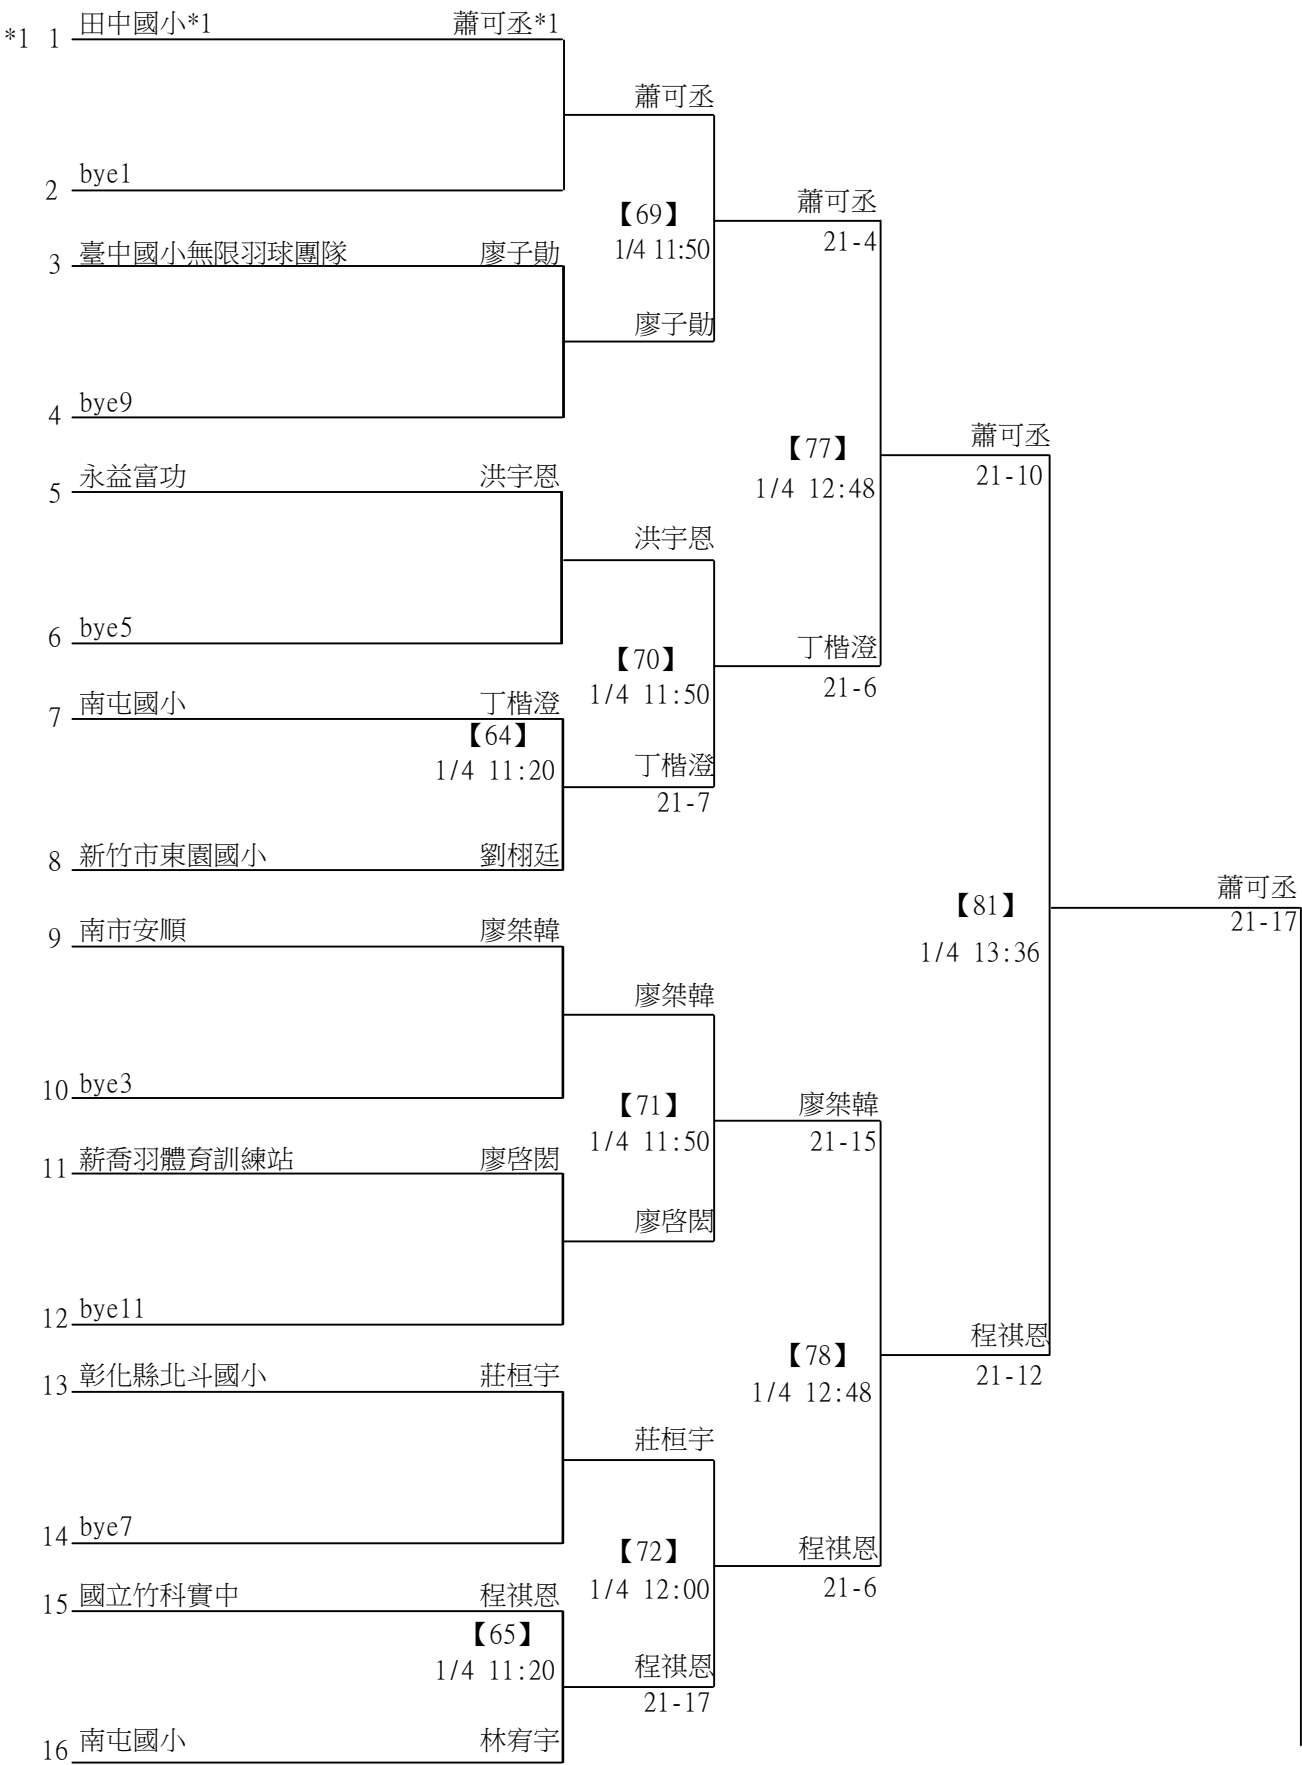 *1 1 田中國小*1 蕭可丞*1
蕭可丞
2 bye1
蕭可丞
【69】
21-4
3 臺中國小無限羽球團隊 廖子勛
1/4 11:50
廖子勛
4 bye9
蕭可丞
【77】
21-10
5 永益富功 洪宇恩
1/4 12:48
洪宇恩
6 bye5
丁楷澄
【70】
21-6
1/4 11:50
7 南屯國小 丁楷澄
【64】
1/4 11:20
丁楷澄
21-7
8 新竹市東園國小 劉栩廷
蕭可丞
【81】
21-17
9 南市安順 廖桀韓
1/4 13:36
廖桀韓
10 bye3
廖桀韓
【71】
1/4 11:50
21-15
11 薪喬羽體育訓練站 廖啓閎
廖啓閎
12 bye11
程祺恩
【78】
21-12
13 彰化縣北斗國小 莊桓宇
1/4 12:48
莊桓宇
14 bye7
程祺恩
【72】
1/4 12:00
21-6
15 國立竹科實中 程祺恩
【65】
1/4 11:20
程祺恩
21-17
16 南屯國小 林宥宇